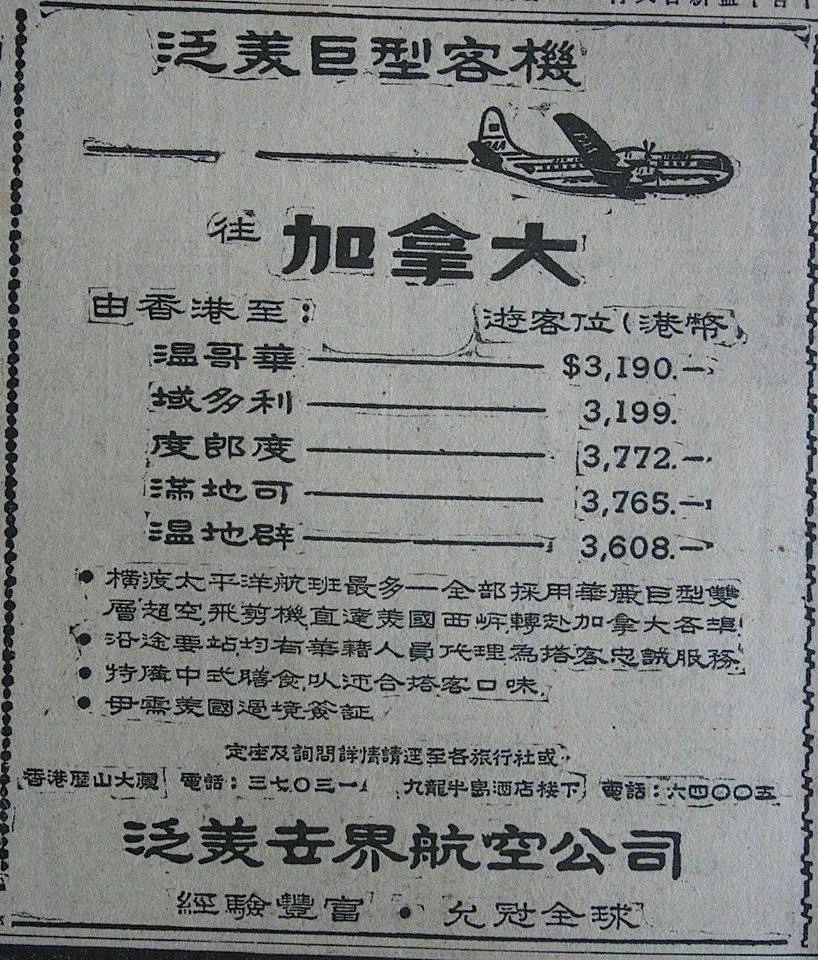 泛美巨型客機
PAA
往 加拿大
由香港至： 遊客位（港幣）
温哥華 $3,190.—
域多利 3,199.
度郎度 3,772.—
滿地可 3,765.—
温地辟 3,608.—
● 橫渡太平洋航班最多—全部採用華麗巨型雙
層超空飛剪機直達美國西岸，轉赴加拿大各埠
● 沿途要站均有華籍人員代理為搭客忠誠服務
● 特備中式膳食，以適合搭客口味，
● 毋需美國過境簽証
定座及詢問詳情請逕至各旅行社或
香港歷山大廈 電話：三七〇三一 九龍半島酒店樓下 電話：六四〇〇五
泛美世界航空公司
經驗豐富•允冠全球